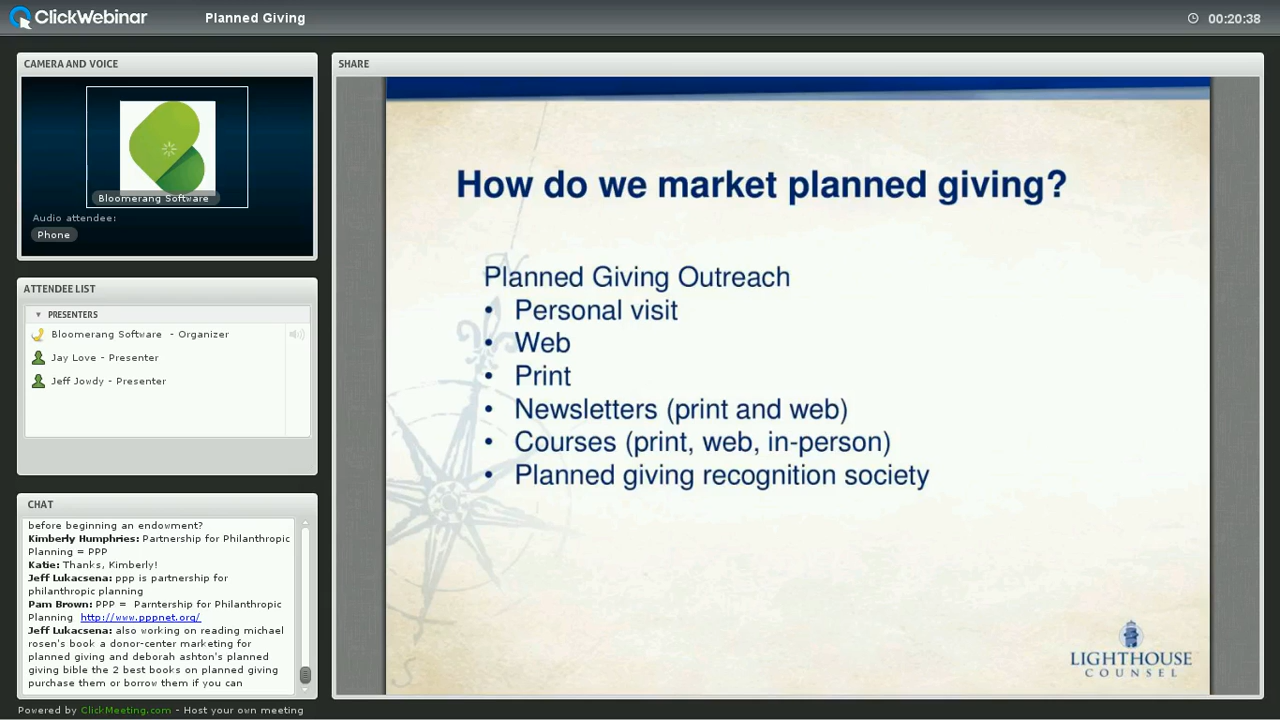 ClickWebinar
Planned Giving
00:20:38
CAMERA AND VOICE
Bloomerang Software
Audio attendee:
Phone
ATTENDEE LIST
PRESENTERS
Bloomerang Software - Organizer
Jay Love - Presenter
Jeff Jowdy - Presenter
CHAT
before beginning an endowment?
Kimberly Humphries: Partnership for Philanthropic
Planning = PPP
Katie: Thanks, Kimberly!
Jeff Lukacsena: ppp is partnership for
philanthropic planning
Pam Brown: PPP = Parntership for Philanthropic
Planning http://www.pppnet.org/
Jeff Lukacsena: also working on reading michael
rosen's book a donor-center marketing for
planned giving and deborah ashton's planned
giving bible the 2 best books on planned giving
purchase them or borrow them if you can
SHARE
How do we market planned giving?
Planned Giving Outreach
• Personal visit
• Web
• Print
• Newsletters (print and web)
• Courses (print, web, in-person)
• Planned giving recognition society
LIGHTHOUSE
COUNSEL
Powered by ClickMeeting.com - Host your own meeting